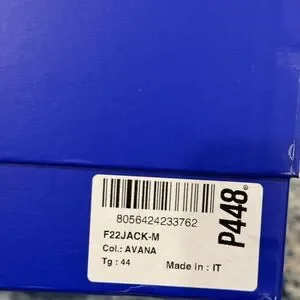 8056424233762
F22JACK-M
Col.: AVANA
Tg : 44 Made in : IT
P448®